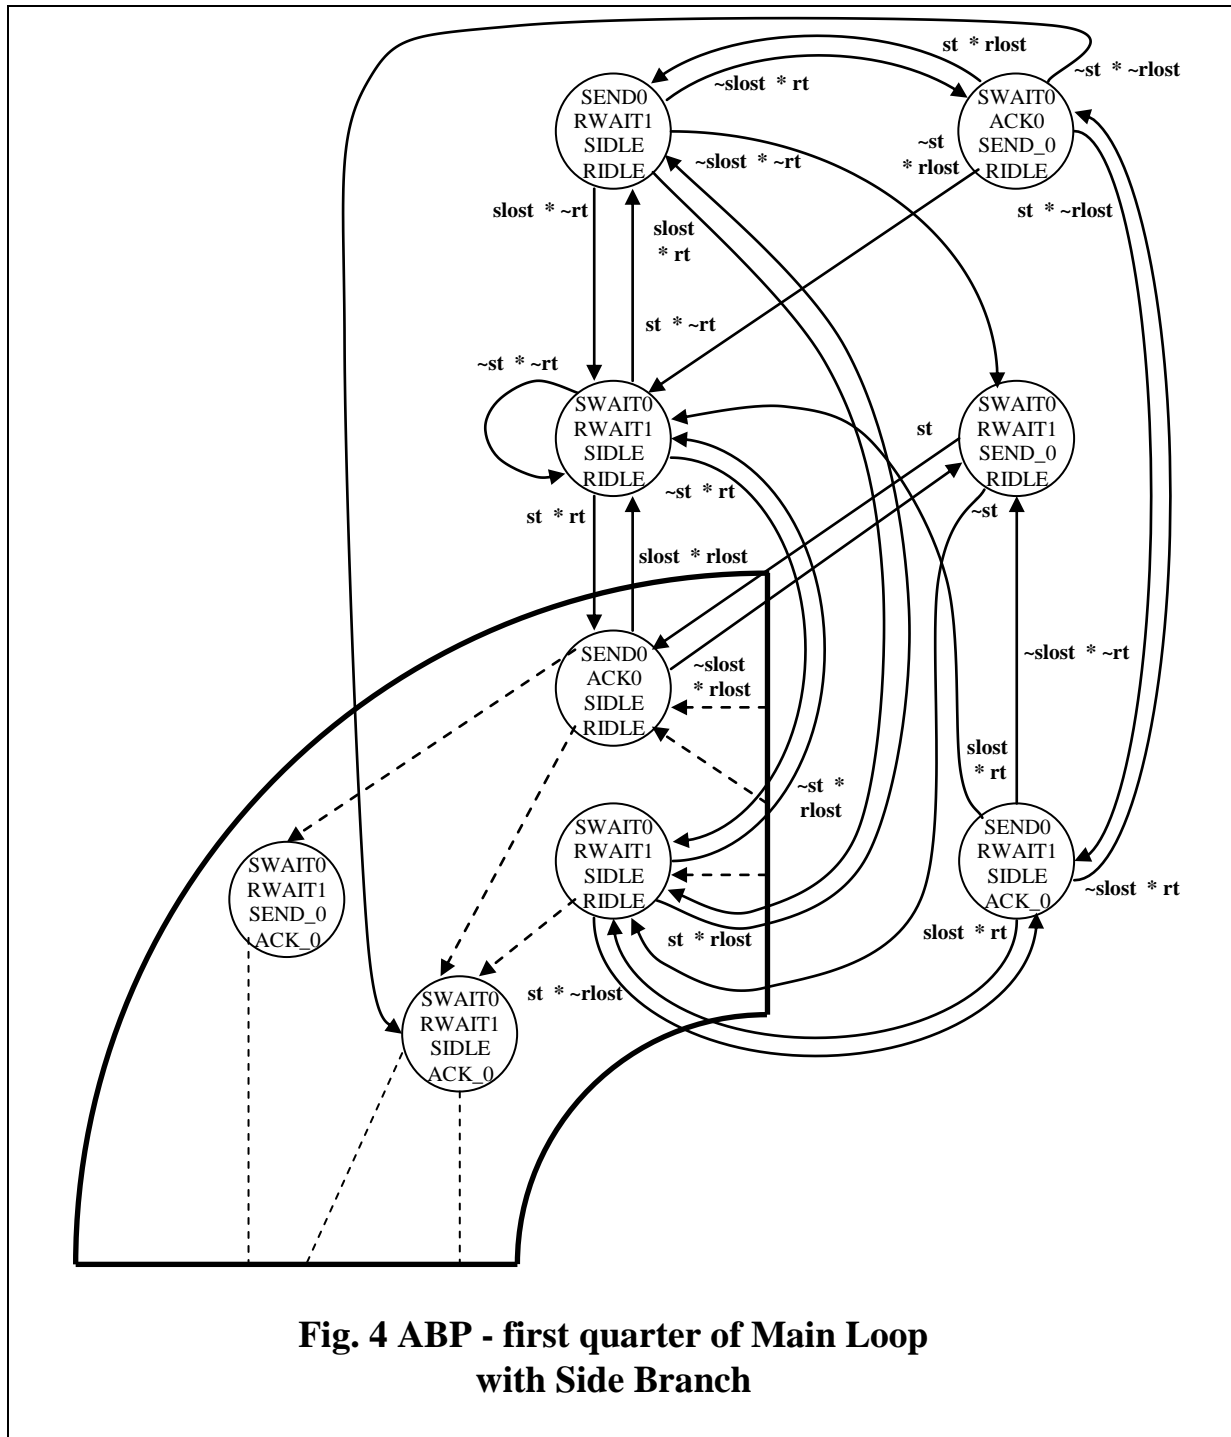 st * rlost
~st * ~rlost
~slost * rt
SEND0
RWAIT1
SIDLE
RIDLE
SWAIT0
ACK0
SEND_0
RIDLE
~st
* rlost
~slost * ~rt
slost * ~rt
slost
* rt
st * ~rlost
st * ~rt
~st * ~rt
SWAIT0
RWAIT1
SIDLE
RIDLE
SWAIT0
RWAIT1
SEND_0
RIDLE
st
~st * rt
~st
st * rt
slost * rlost
SEND0
ACK0
SIDLE
RIDLE
~slost
* rlost
~slost * ~rt
slost
* rt
~st *
rlost
SWAIT0
RWAIT1
SIDLE
RIDLE
SEND0
RWAIT1
SIDLE
ACK_0
~slost * rt
SWAIT0
RWAIT1
SEND_0
ACK_0
st * rlost
slost * rt
st * ~rlost
SWAIT0
RWAIT1
SIDLE
ACK_0
Fig. 4 ABP - first quarter of Main Loop
with Side Branch